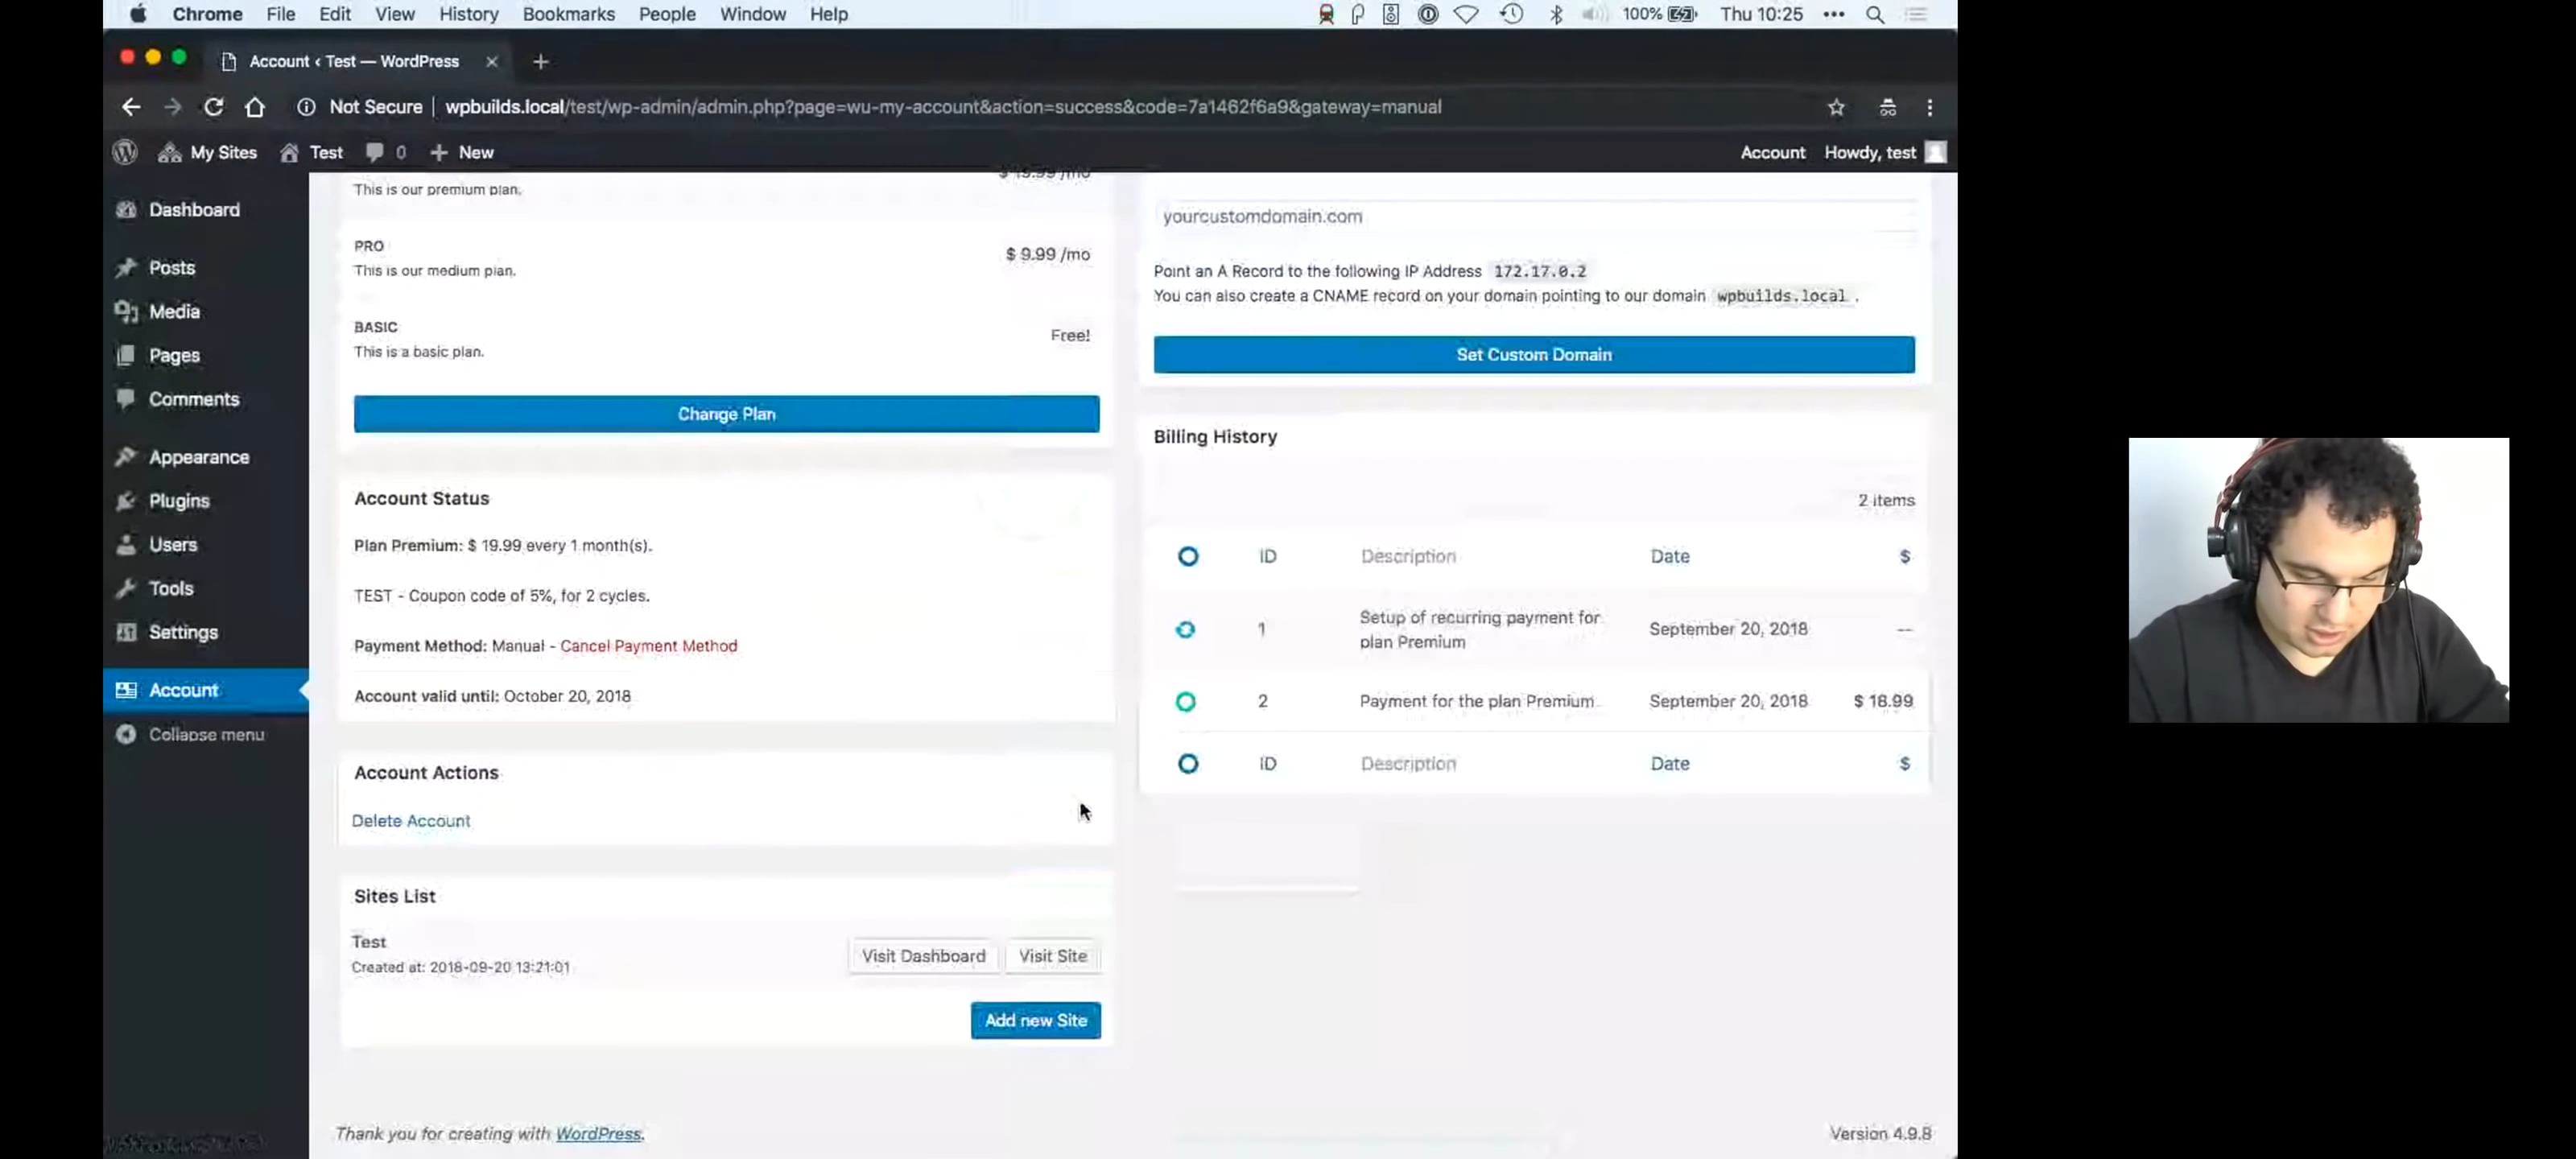 Chrome File Edit View History Bookmarks People Window Help 100% Thu 10:25
Account ‹ Test — WordPress
Not Secure | wpbuilds.local/test/wp-admin/admin.php?page=wu-my-account&action=success&code=7a1462f6a9&gateway=manual
My Sites Test 0 + New Account Howdy, test
Dashboard
Posts
Media
Pages
Comments
Appearance
Plugins
Users
Tools
Settings
Account
Collapse menu
This is our premium plan.
PRO
$ 9.99 /mo
This is our medium plan.
BASIC
Free!
This is a basic plan.
Change Plan
Account Status
Plan Premium: $ 19.99 every 1 month(s).
TEST - Coupon code of 5%, for 2 cycles.
Payment Method: Manual - Cancel Payment Method
Account valid until: October 20, 2018
Account Actions
Delete Account
Sites List
Test
Created at: 2018-09-20 13:21:01
Visit Dashboard Visit Site
Add new Site
yourcustomdomain.com
Point an A Record to the following IP Address 172.17.0.2
You can also create a CNAME record on your domain pointing to our domain wpbuilds.local .
Set Custom Domain
Billing History
2 items
ID Description Date $
1 Setup of recurring payment for September 20, 2018 --
plan Premium
2 Payment for the plan Premium September 20, 2018 $ 18.99
ID Description Date $
Thank you for creating with WordPress.
Version 4.9.8